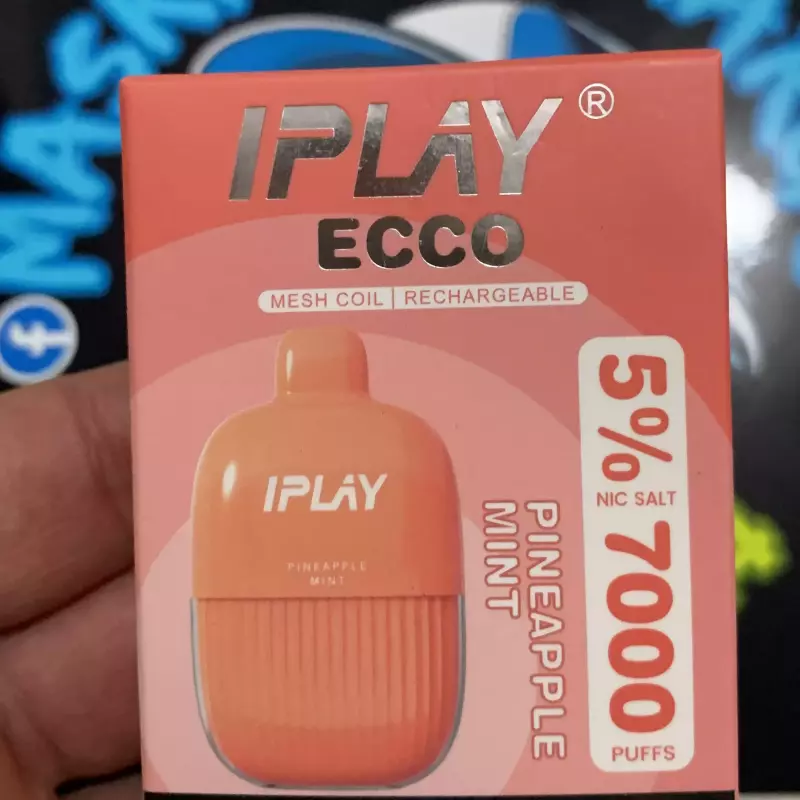 IPLAY®
ECCO
MESH COIL | RECHARGEABLE
IPLAY
PINEAPPLE
MINT
PINEAPPLE
MINT
5%
NIC SALT
7000
PUFFS
f